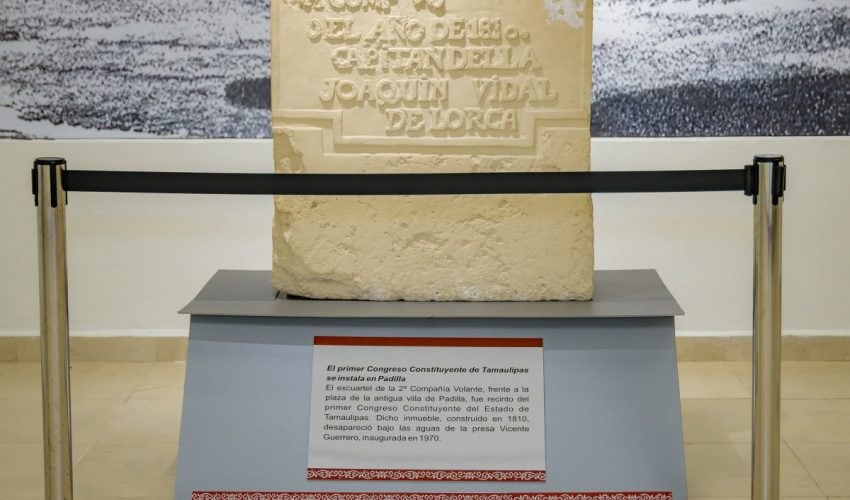 DEL AÑO DE 1810.
CAPITAN DE LLA
JOAQUIN VIDAL
DE LORCA
El primer Congreso Constituyente de Tamaulipas
se instala en Padilla
El excuartel de la 2ª Compañía Volante, frente a la
plaza de la antigua villa de Padilla, fue recinto del
primer Congreso Constituyente del Estado de
Tamaulipas. Dicho inmueble, construido en 1810,
desapareció bajo las aguas de la presa Vicente
Guerrero, inaugurada en 1970.